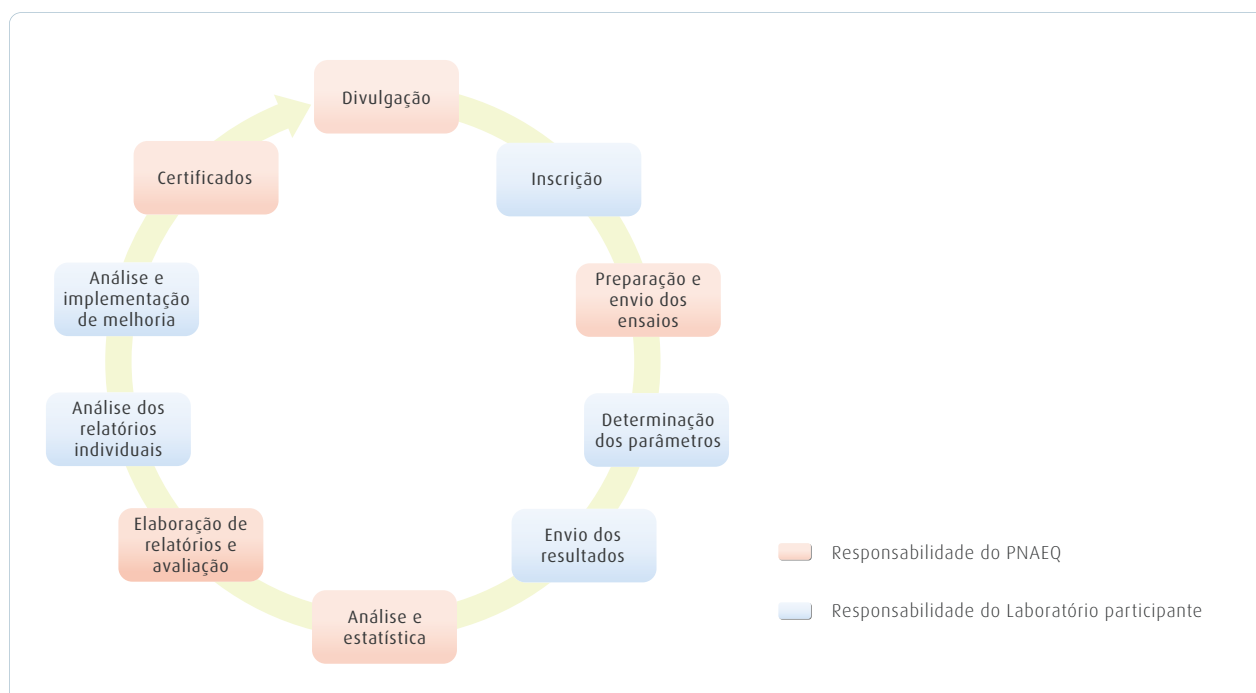 Divulgação
Inscrição
Preparação e
envio dos
ensaios
Determinação
dos parâmetros
Envio dos
resultados
Análise e
estatística
Elaboração de
relatórios e
avaliação
Análise dos
relatórios
individuais
Análise e
implementação
de melhoria
Certificados
Responsabilidade do PNAEQ
Responsabilidade do Laboratório participante